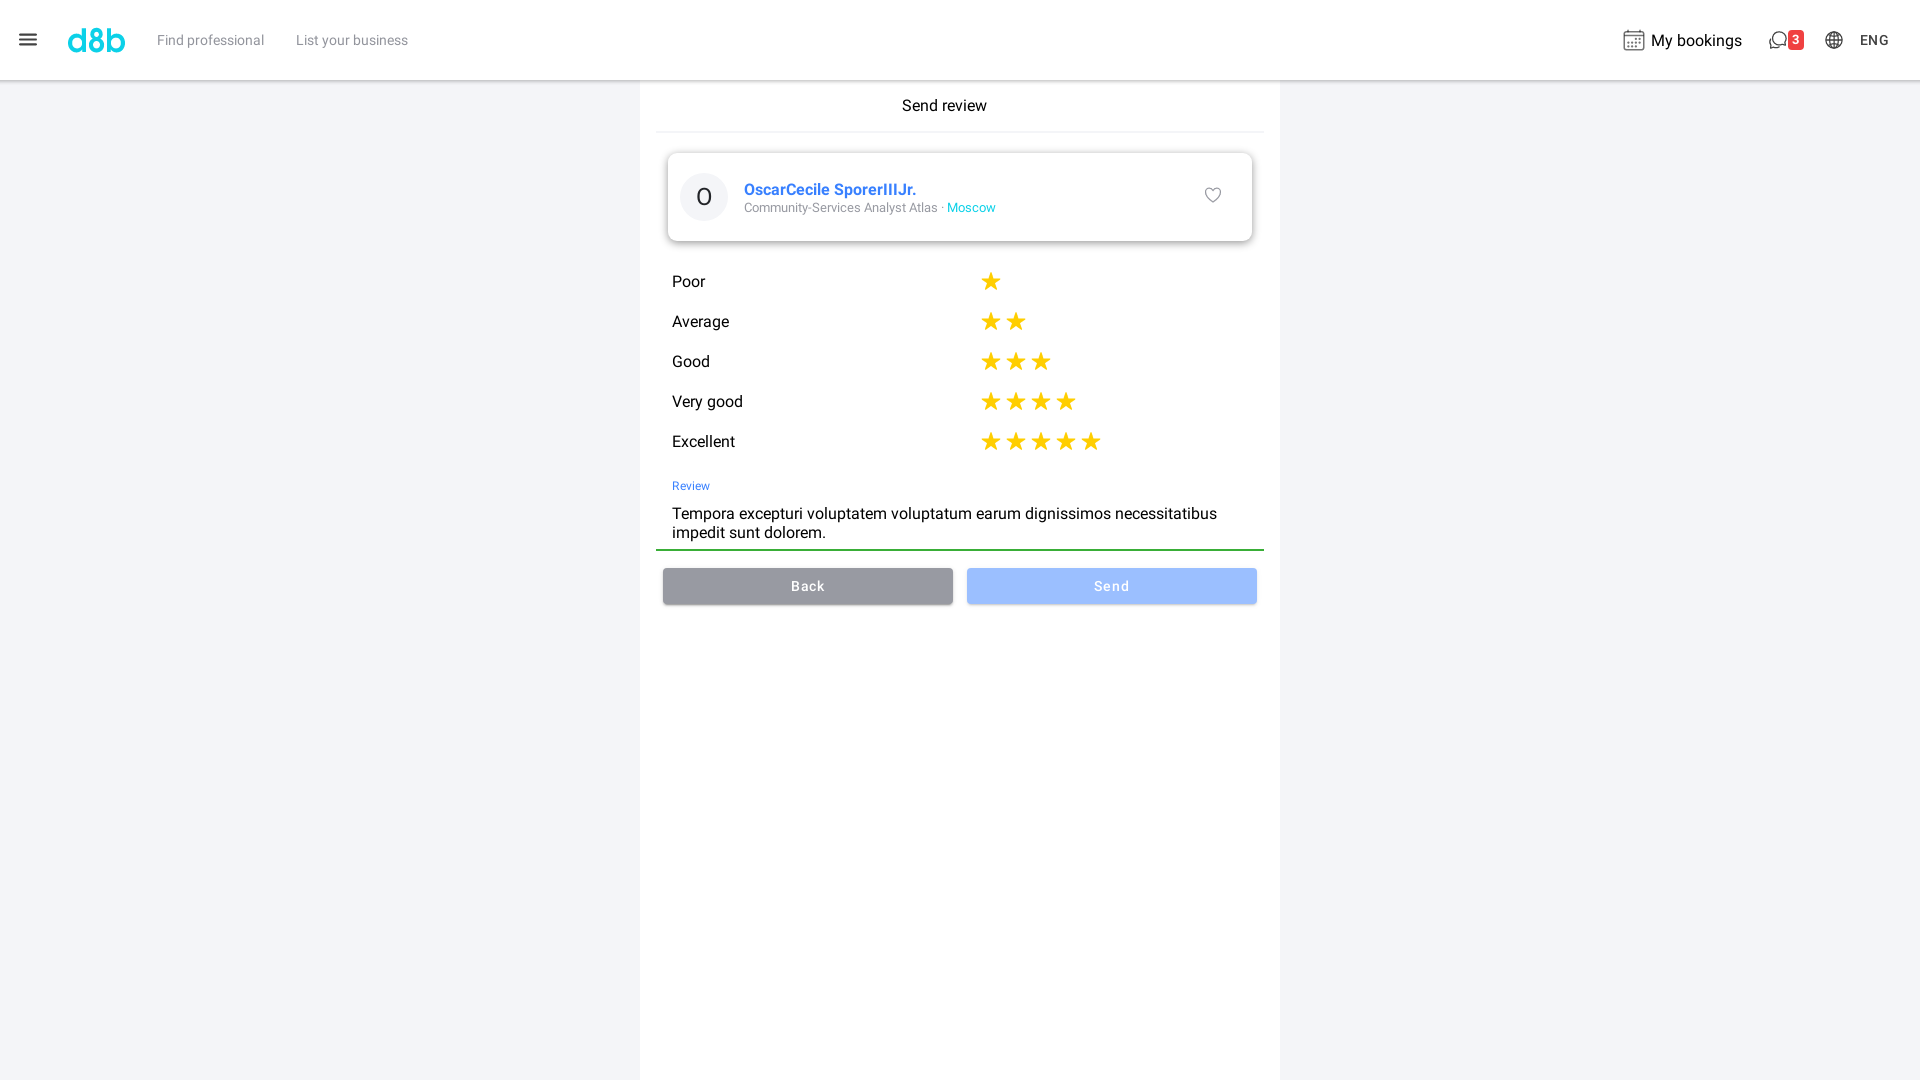 d8b Find professional List your business My bookings 3 ENG
Send review
O OscarCecile SporerIIIJr.
Community-Services Analyst Atlas · Moscow
Poor
Average
Good
Very good
Excellent
Review
Tempora excepturi voluptatem voluptatum earum dignissimos necessitatibus
impedit sunt dolorem.
Back Send